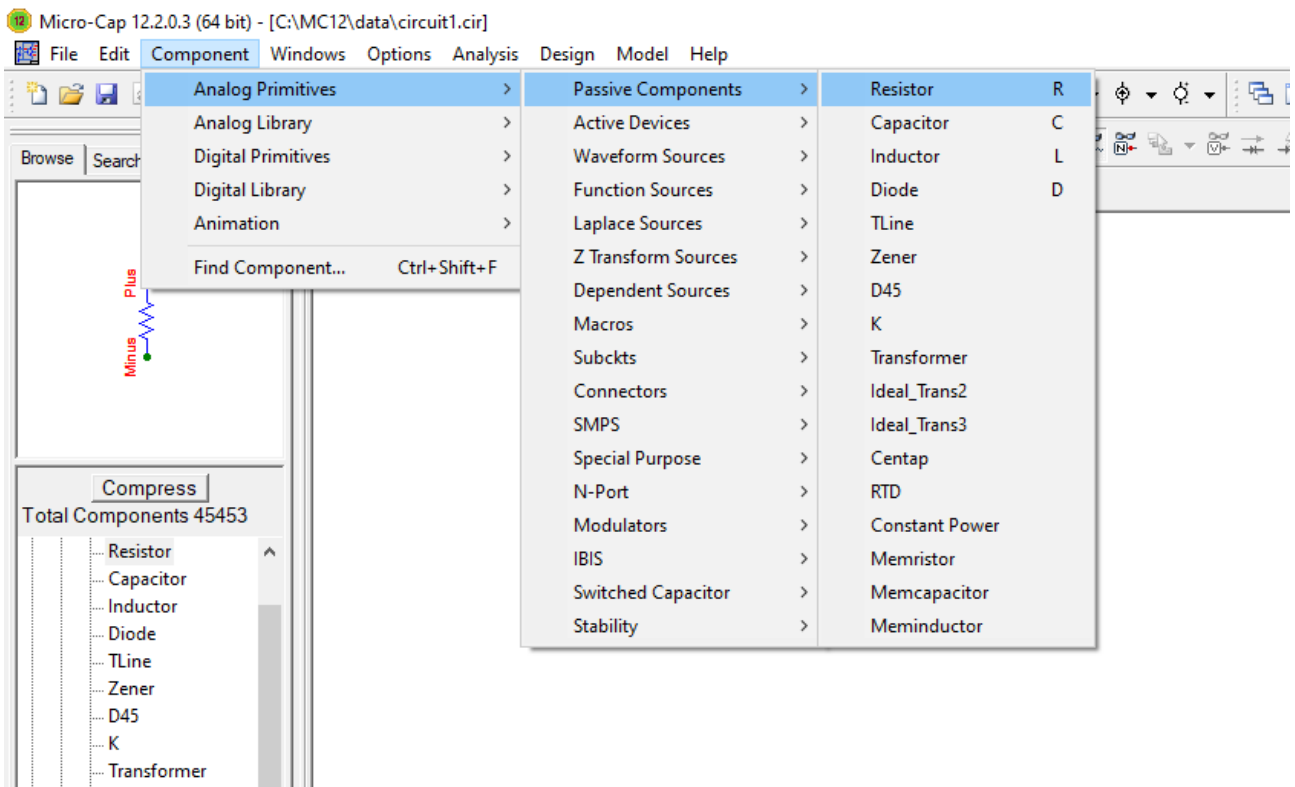 Micro-Cap 12.2.0.3 (64 bit) - [C:\MC12\data\circuit1.cir]
File Edit Component Windows Options Analysis Design Model Help
Analog Primitives
Analog Library
Digital Primitives
Digital Library
Animation
Find Component... Ctrl+Shift+F
Passive Components
Active Devices
Waveform Sources
Function Sources
Laplace Sources
Z Transform Sources
Dependent Sources
Macros
Subckts
Connectors
SMPS
Special Purpose
N-Port
Modulators
IBIS
Switched Capacitor
Stability
Resistor R
Capacitor C
Inductor L
Diode D
TLine
Zener
D45
K
Transformer
Ideal_Trans2
Ideal_Trans3
Centap
RTD
Constant Power
Memristor
Memcapacitor
Meminductor
Browse Search
Plus
Minus
Compress
Total Components 45453
Resistor
Capacitor
Inductor
Diode
TLine
Zener
D45
K
Transformer